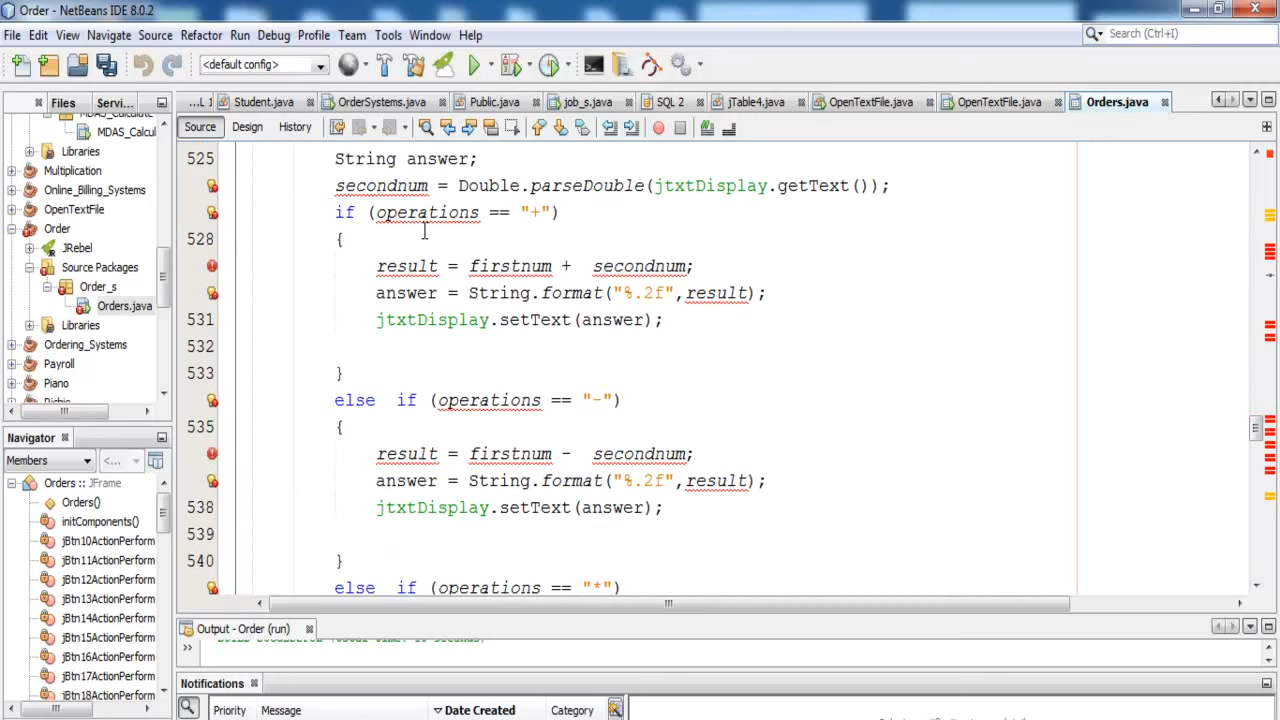 Order - NetBeans IDE 8.0.2
File Edit View Navigate Source Refactor Run Debug Profile Team Tools Window Help
Search (Ctrl+I)
<default config>
Files Servi...
...L 1 Student.java OrderSystems.java Public.java job_s.java SQL 2 jTable4.java OpenTextFile.java OpenTextFile.java Orders.java
Source Design History
MDAS_Calculate
MDAS_Calcul
Libraries
Multiplication
Online_Billing_Systems
OpenTextFile
Order
JRebel
Source Packages
Order_s
Orders.java
Libraries
Ordering_Systems
Payroll
Piano
Navigator
Members <...
Orders :: JFrame
Orders()
initComponents()
jBtn10ActionPerform
jBtn11ActionPerform
jBtn12ActionPerform
jBtn13ActionPerform
jBtn14ActionPerform
jBtn15ActionPerform
jBtn16ActionPerform
jBtn17ActionPerform
jBtn18ActionPerform
525 String answer;
secondnum = Double.parseDouble(jtxtDisplay.getText());
if (operations == "+")
528 {
result = firstnum + secondnum;
answer = String.format("%.2f",result);
531 jtxtDisplay.setText(answer);
532
533 }
else if (operations == "-")
535 {
result = firstnum - secondnum;
answer = String.format("%.2f",result);
538 jtxtDisplay.setText(answer);
539
540 }
else if (operations == "*")
Output - Order (run)
Notifications
Priority Message Date Created Category